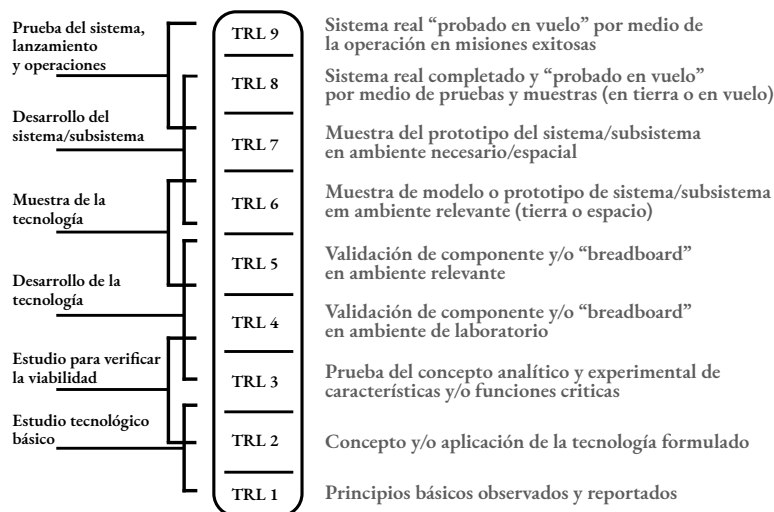 Prueba del sistema,
lanzamiento
y operaciones
Desarrollo del
sistema/subsistema
Muestra de la
tecnología
Desarrollo de la
tecnología
Estudio para verificar
la viabilidad
Estudio tecnológico
básico
TRL 9
Sistema real “probado en vuelo” por medio de
la operación en misiones exitosas
TRL 8
Sistema real completado y “probado en vuelo”
por medio de pruebas y muestras (en tierra o en vuelo)
TRL 7
Muestra del prototipo del sistema/subsistema
en ambiente necesario/espacial
TRL 6
Muestra de modelo o prototipo de sistema/subsistema
em ambiente relevante (tierra o espacio)
TRL 5
Validación de componente y/o “breadboard”
en ambiente relevante
TRL 4
Validación de componente y/o “breadboard”
en ambiente de laboratorio
TRL 3
Prueba del concepto analítico y experimental de
características y/o funciones criticas
TRL 2
Concepto y/o aplicación de la tecnología formulado
TRL 1
Principios básicos observados y reportados